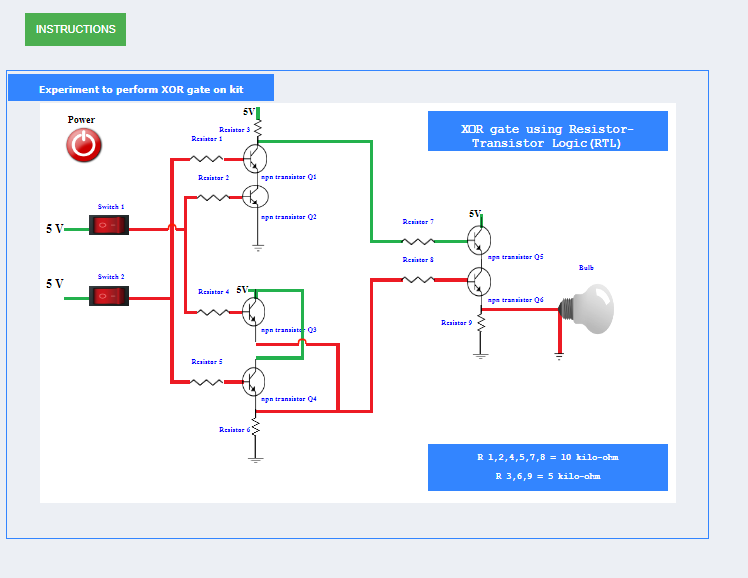 INSTRUCTIONS
Experiment to perform XOR gate on kit
Power
5V
Resistor 3
Resistor 1
XOR gate using Resistor-
Transistor Logic(RTL)
Resistor 2
npn transistor Q1
Switch 1
npn transistor Q2
5 V
Resistor 7
5V
npn transistor Q5
Resistor 8
Bulb
Switch 2
5 V
Resistor 4
5V
npn transistor Q6
npn transistor Q3
Resistor 9
Resistor 5
npn transistor Q4
Resistor 6
R 1,2,4,5,7,8 = 10 kilo-ohm
R 3,6,9 = 5 kilo-ohm